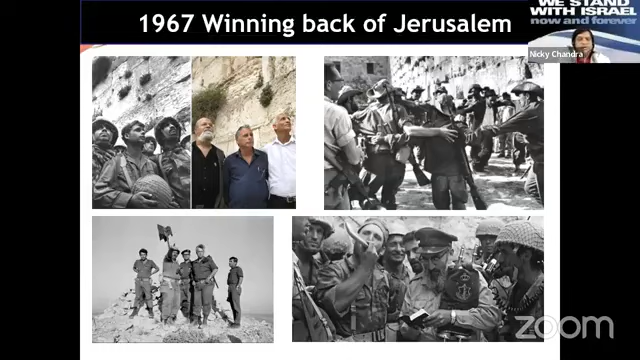 1967 Winning back of Jerusalem
WE STAND
WITH ISRAEL
now and forever
Nicky Chandra
zoom